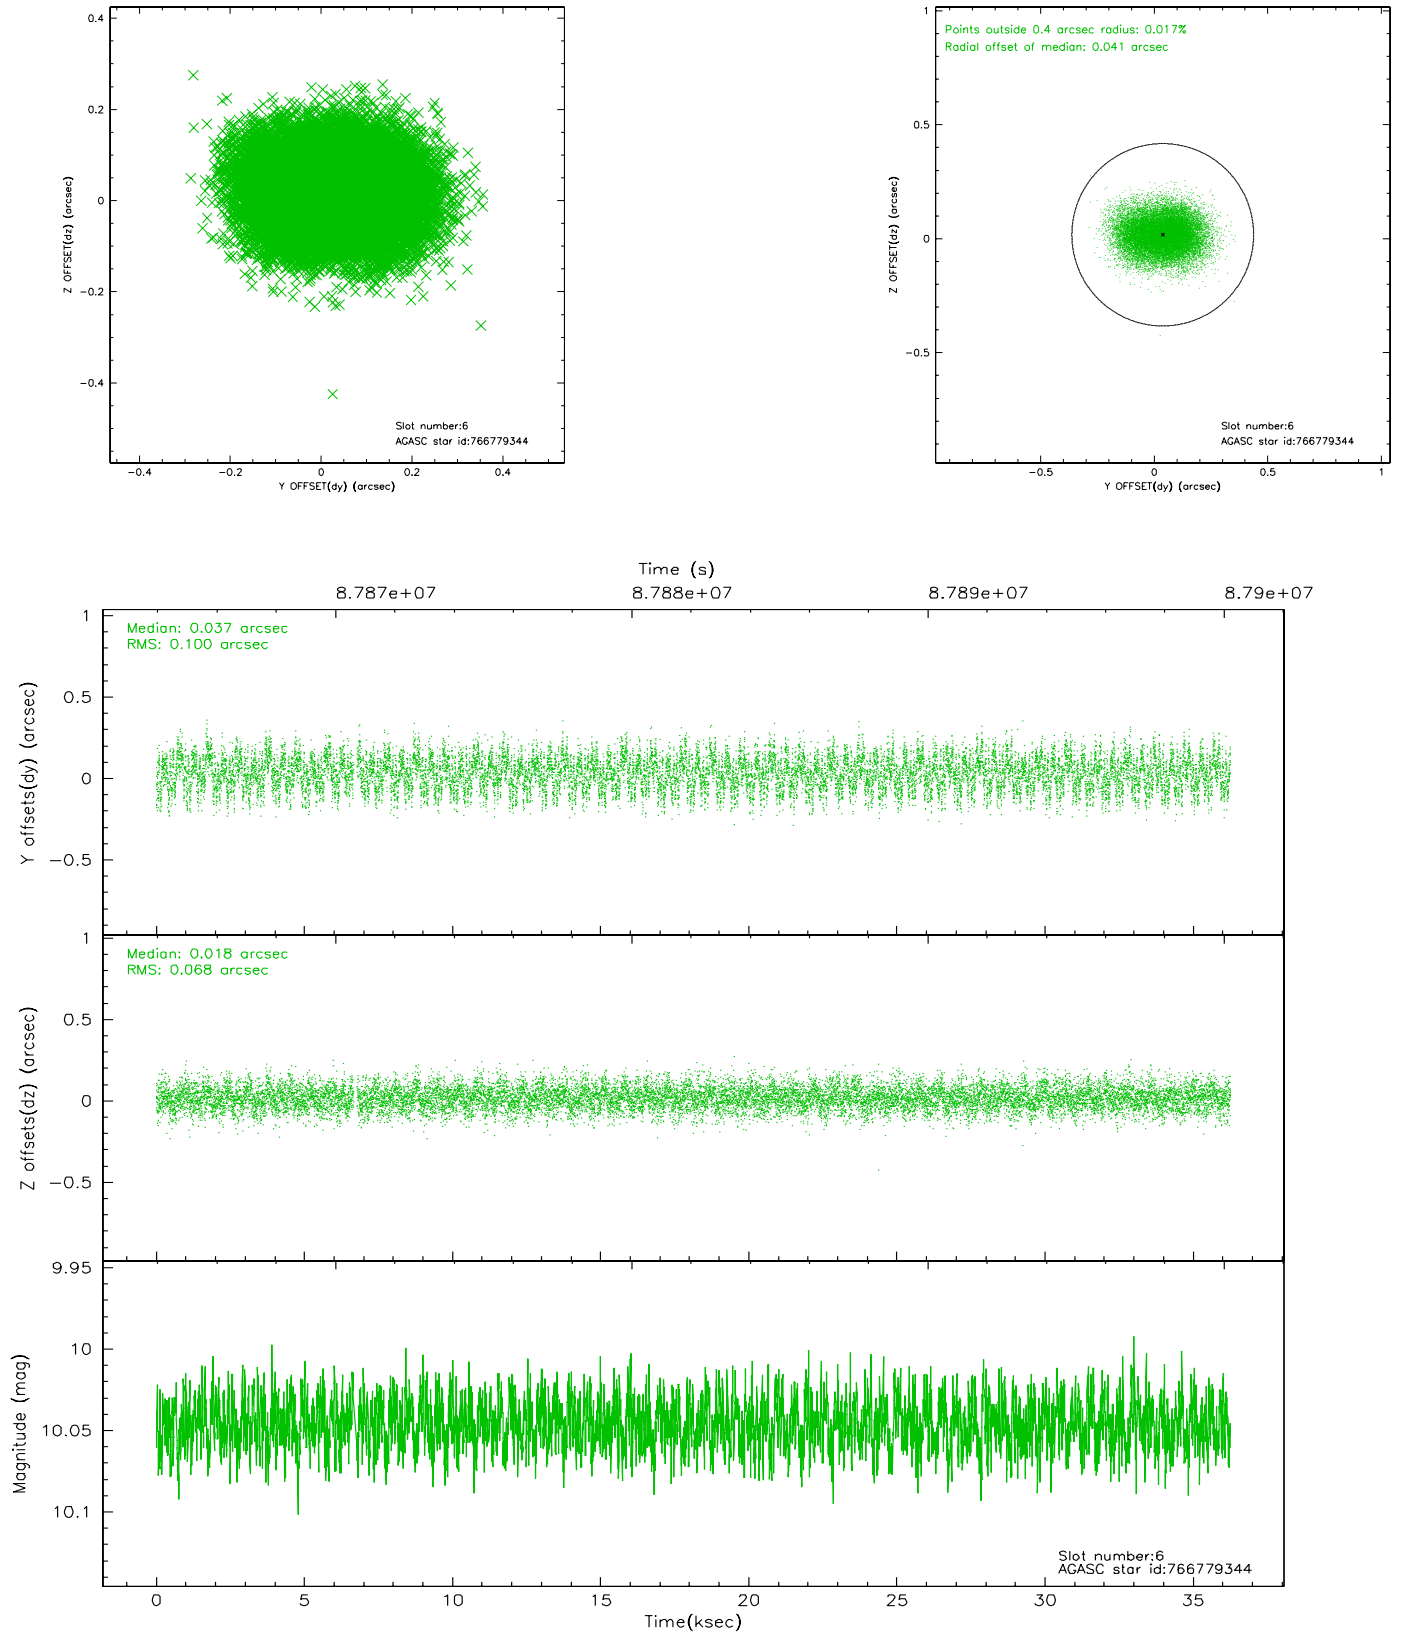 0.4
0.2
0
−0.2
−0.4
Z OFFSET(dz) (arcsec)
Slot number:6
AGASC star id:766779344
−0.4 −0.2 0 0.2 0.4
Y OFFSET(dy) (arcsec)
Points outside 0.4 arcsec radius: 0.017%
Radial offset of median: 0.041 arcsec
1
0.5
0
−0.5
Z OFFSET(dz) (arcsec)
Slot number:6
AGASC star id:766779344
−0.5 0 0.5 1
Y OFFSET(dy) (arcsec)
Time (s)
8.787e+07 8.788e+07 8.789e+07 8.79e+07
Median: 0.037 arcsec
RMS: 0.100 arcsec
1
0.5
0
−0.5
Y offsets(dy) (arcsec)
Median: 0.018 arcsec
RMS: 0.068 arcsec
1
0.5
0
−0.5
Z offsets(dz) (arcsec)
9.95
10
10.05
10.1
Magnitude (mag)
Slot number:6
AGASC star id:766779344
0 5 10 15 20 25 30 35
Time(ksec)